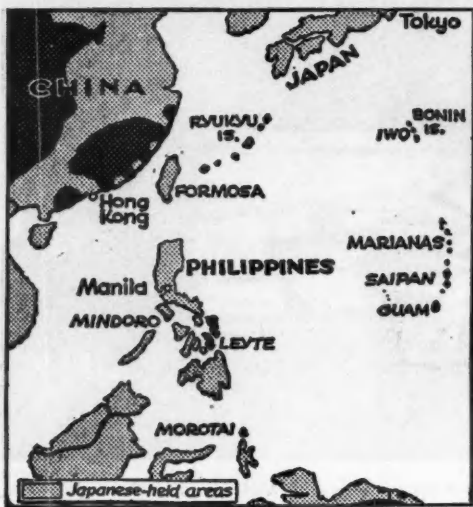 Tokyo
JAPAN
CHINA
RYUKYU
IS.
BONIN
IS.
IWO
FORMOSA
Hong
Kong
MARIANAS
PHILIPPINES
SAIPAN
Manila
GUAM
MINDORO
LEYTE
MOROTAI
Japanese-held areas